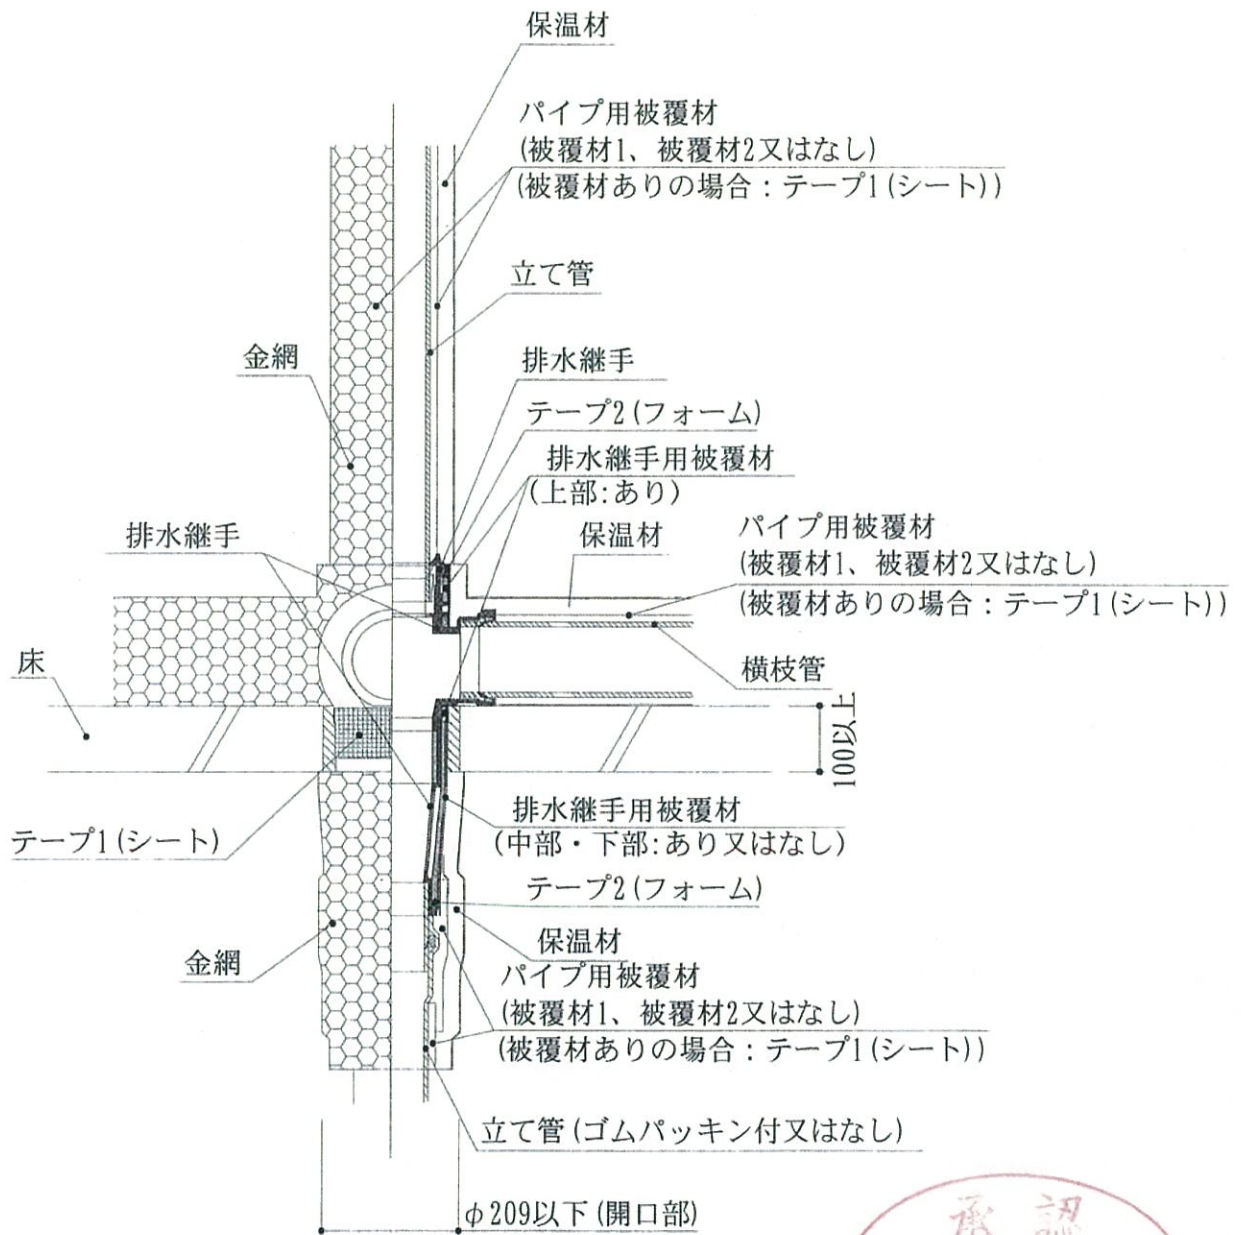 保温材
パイプ用被覆材
(被覆材1、被覆材2又はなし)
(被覆材ありの場合：テープ1(シート))
立て管
金網
排水継手
テープ2(フォーム)
排水継手用被覆材
(上部:あり)
排水継手
保温材
パイプ用被覆材
(被覆材1、被覆材2又はなし)
(被覆材ありの場合：テープ1(シート))
床
横枝管
100以上
テープ1(シート)
排水継手用被覆材
(中部・下部:あり又はなし)
テープ2(フォーム)
金網
保温材
パイプ用被覆材
(被覆材1、被覆材2又はなし)
(被覆材ありの場合：テープ1(シート))
立て管(ゴムパッキン付又はなし)
φ209以下(開口部)
承認